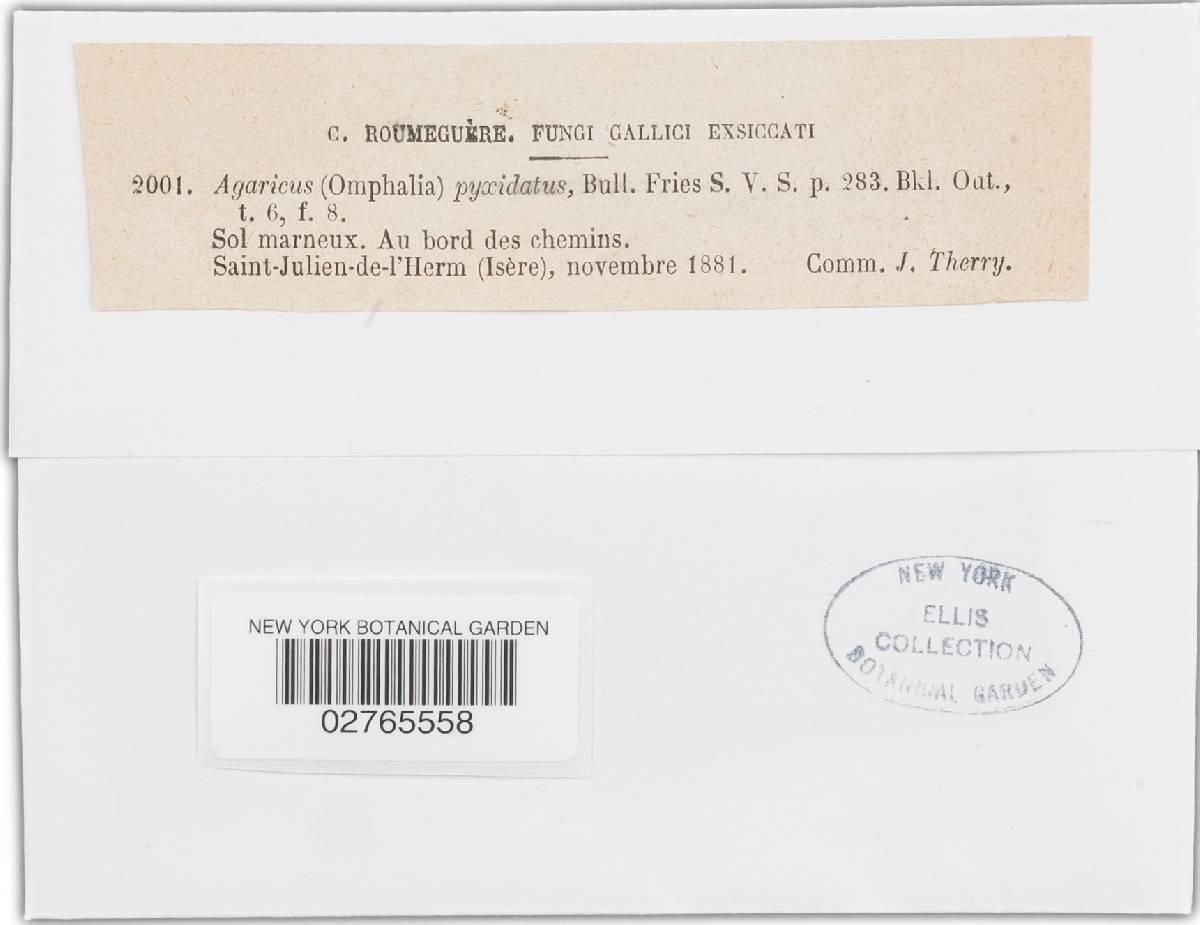 C. ROUMEGUÈRE. FUNGI GALLICI EXSICCATI
2001. Agaricus (Omphalia) pyxidatus, Bull. Fries S. V. S. p. 283. Bkl. Out.,
t. 6, f. 8.
Sol marneux. Au bord des chemins.
Saint-Julien-de-l'Herm (Isère), novembre 1881. Comm. J. Therry.
NEW YORK
ELLIS
COLLECTION
BOTANICAL GARDEN
NEW YORK BOTANICAL GARDEN
02765558